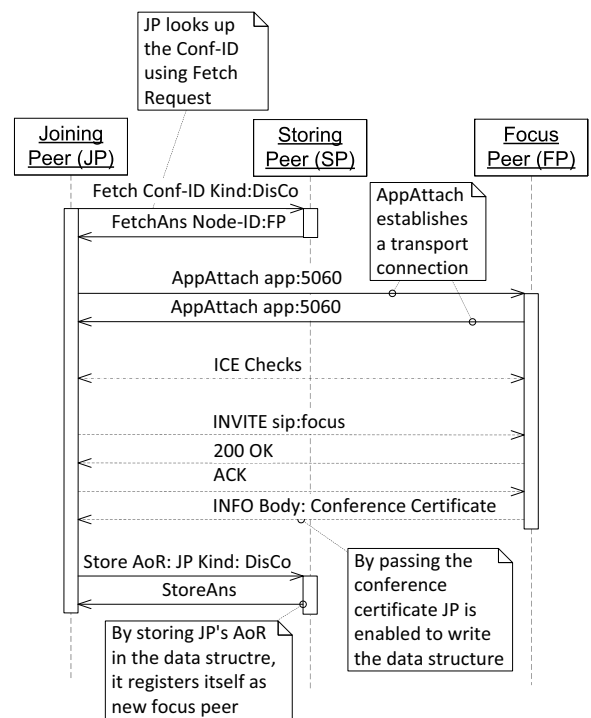 JP looks up
the Conf-ID
using Fetch
Request
Joining
Peer (JP)
Storing
Peer (SP)
Focus
Peer (FP)
Fetch Conf-ID Kind:DisCo
FetchAns Node-ID:FP
AppAttach
establishes
a transport
connection
AppAttach app:5060
AppAttach app:5060
ICE Checks
INVITE sip:focus
200 OK
ACK
INFO Body: Conference Certificate
Store AoR: JP Kind: DisCo
StoreAns
By passing the
conference
certificate JP is
enabled to write
the data structure
By storing JP's AoR
in the data structre,
it registers itself as
new focus peer